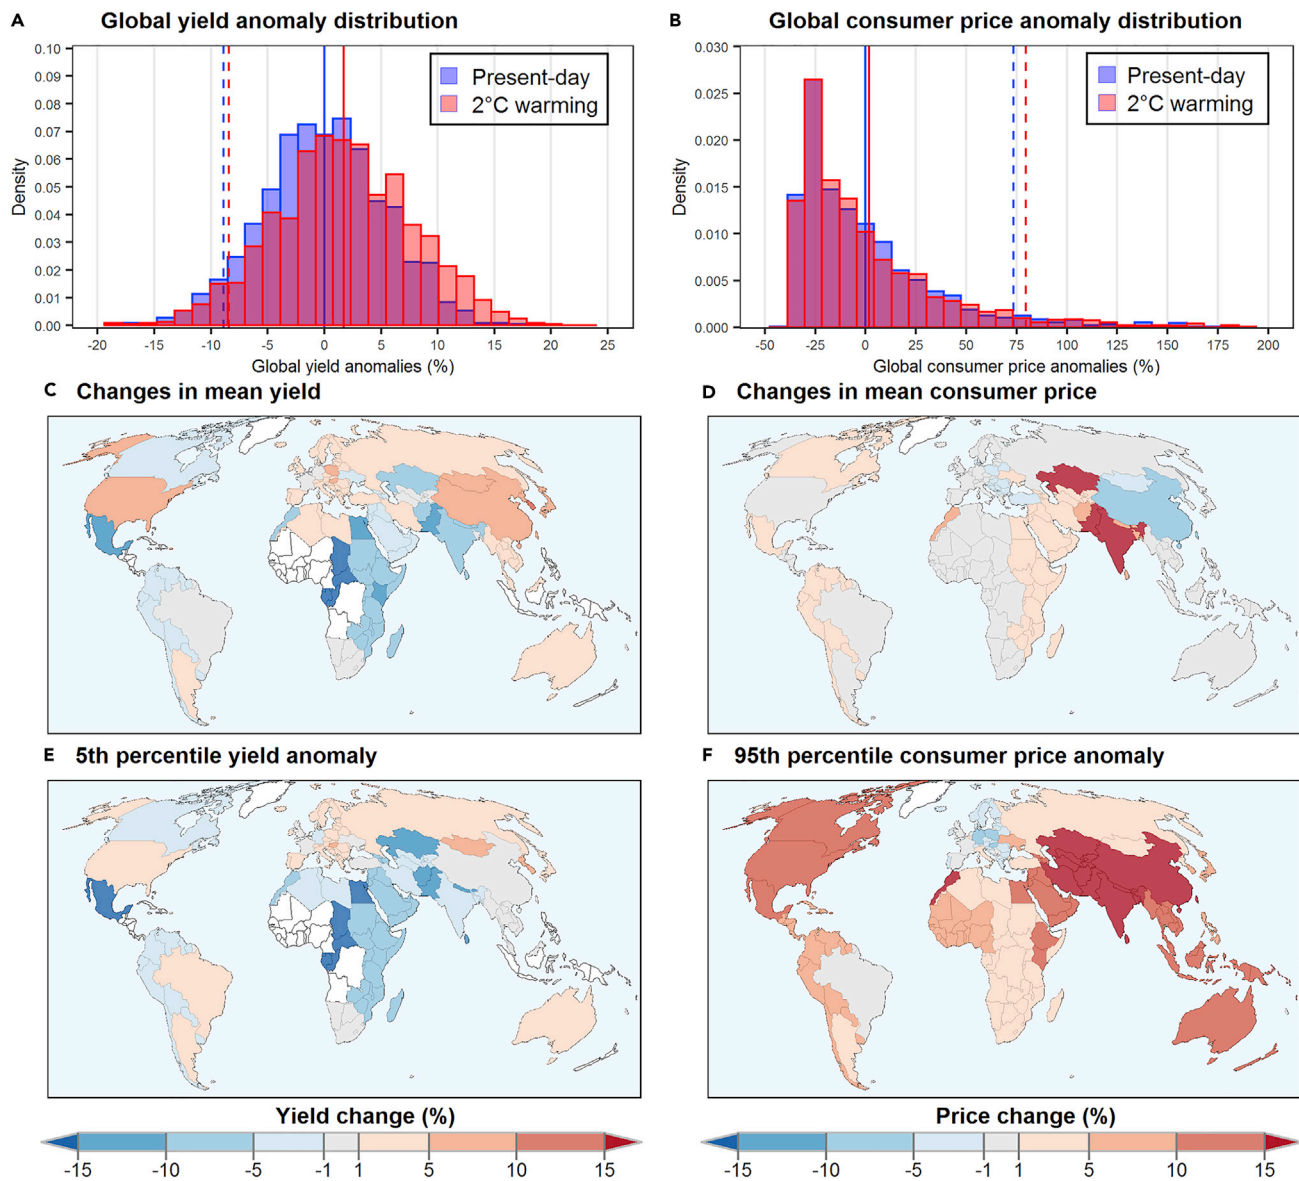 A Global yield anomaly distribution
0.10
0.09
0.08
0.07
0.06
0.05
0.04
0.03
0.02
0.01
0.00
Density
Present-day
2°C warming
-20 -15 -10 -5 0 5 10 15 20 25
Global yield anomalies (%)
B Global consumer price anomaly distribution
0.030
0.025
0.020
0.015
0.010
0.005
0.000
Density
Present-day
2°C warming
-50 -25 0 25 50 75 100 125 150 175 200
Global consumer price anomalies (%)
C Changes in mean yield
D Changes in mean consumer price
E 5th percentile yield anomaly
F 95th percentile consumer price anomaly
Yield change (%)
-15 -10 -5 -1 1 5 10 15
Price change (%)
-15 -10 -5 -1 1 5 10 15